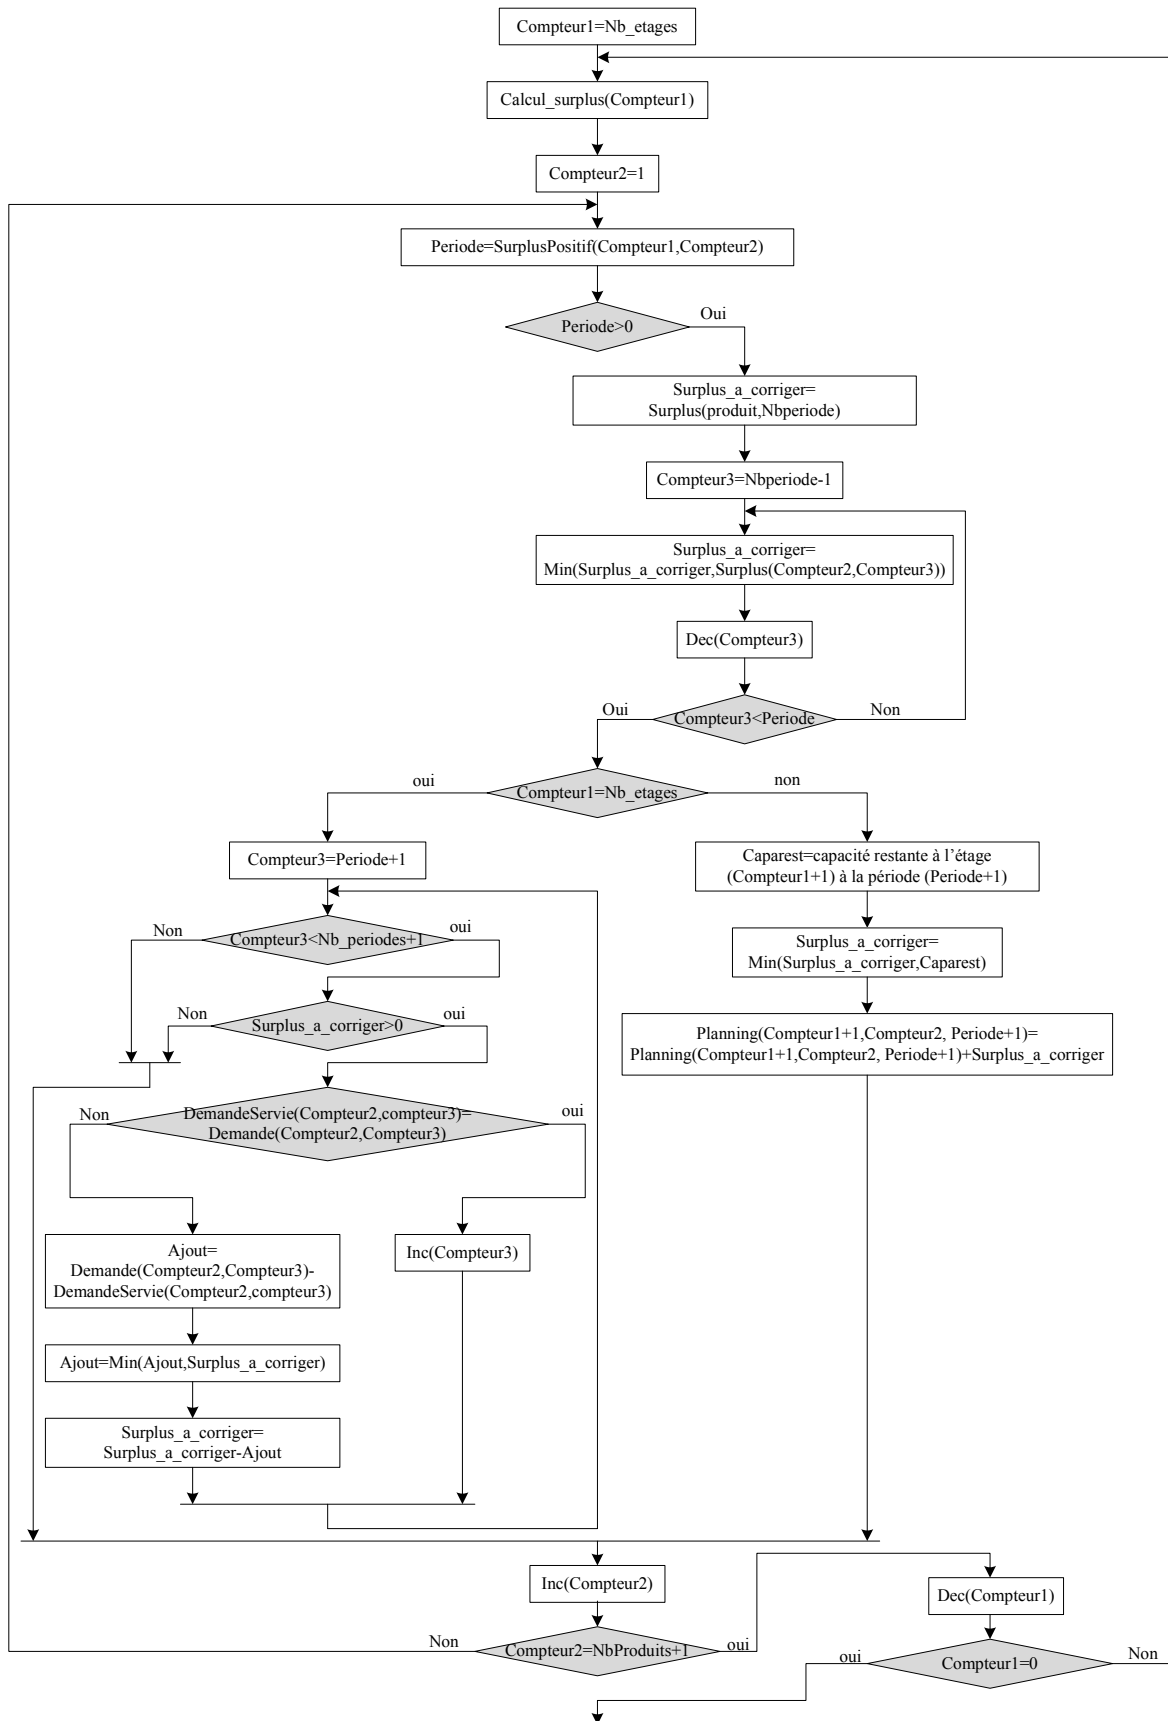 Compteur1=Nb_etages
Calcul_surplus(Compteur1)
Compteur2=1
Periode=SurplusPositif(Compteur1,Compteur2)
Oui
Periode>0
Surplus_a_corriger=
Surplus(produit,Nbperiode)
Compteur3=Nbperiode-1
Surplus_a_corriger=
Min(Surplus_a_corriger,Surplus(Compteur2,Compteur3))
Dec(Compteur3)
Oui
Compteur3<Periode
Non
oui
Compteur1=Nb_etages
non
Compteur3=Periode+1
Caparest=capacité restante à l’étage
(Compteur1+1) à la période (Periode+1)
Non
Compteur3<Nb_periodes+1
oui
Surplus_a_corriger=
Min(Surplus_a_corriger,Caparest)
Non
Surplus_a_corriger>0
oui
Planning(Compteur1+1,Compteur2, Periode+1)=
Planning(Compteur1+1,Compteur2, Periode+1)+Surplus_a_corriger
Non
DemandeServie(Compteur2,compteur3)=
Demande(Compteur2,Compteur3)
oui
Ajout=
Demande(Compteur2,Compteur3)-
DemandeServie(Compteur2,compteur3)
Inc(Compteur3)
Ajout=Min(Ajout,Surplus_a_corriger)
Surplus_a_corriger=
Surplus_a_corriger-Ajout
Inc(Compteur2)
Dec(Compteur1)
Non
Compteur2=NbProduits+1
oui
oui
Compteur1=0
Non